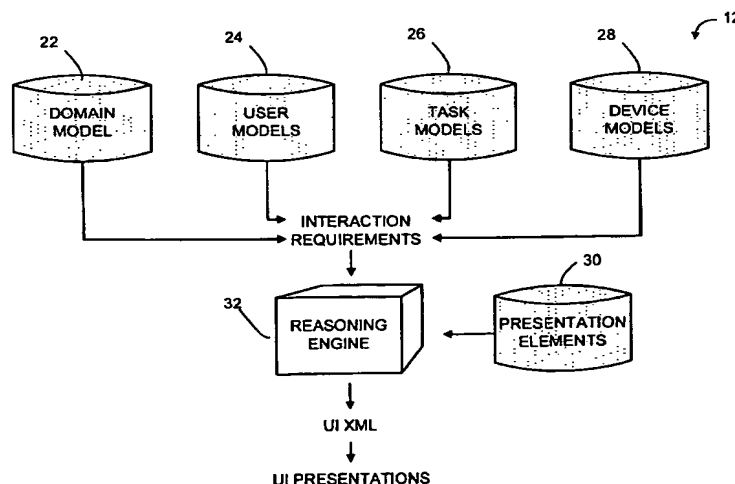 12
22
24
26
28
DOMAIN
MODEL
USER
MODELS
TASK
MODELS
DEVICE
MODELS
INTERACTION
REQUIREMENTS
30
32
REASONING
ENGINE
PRESENTATION
ELEMENTS
UI XML
UI PRESENTATIONS